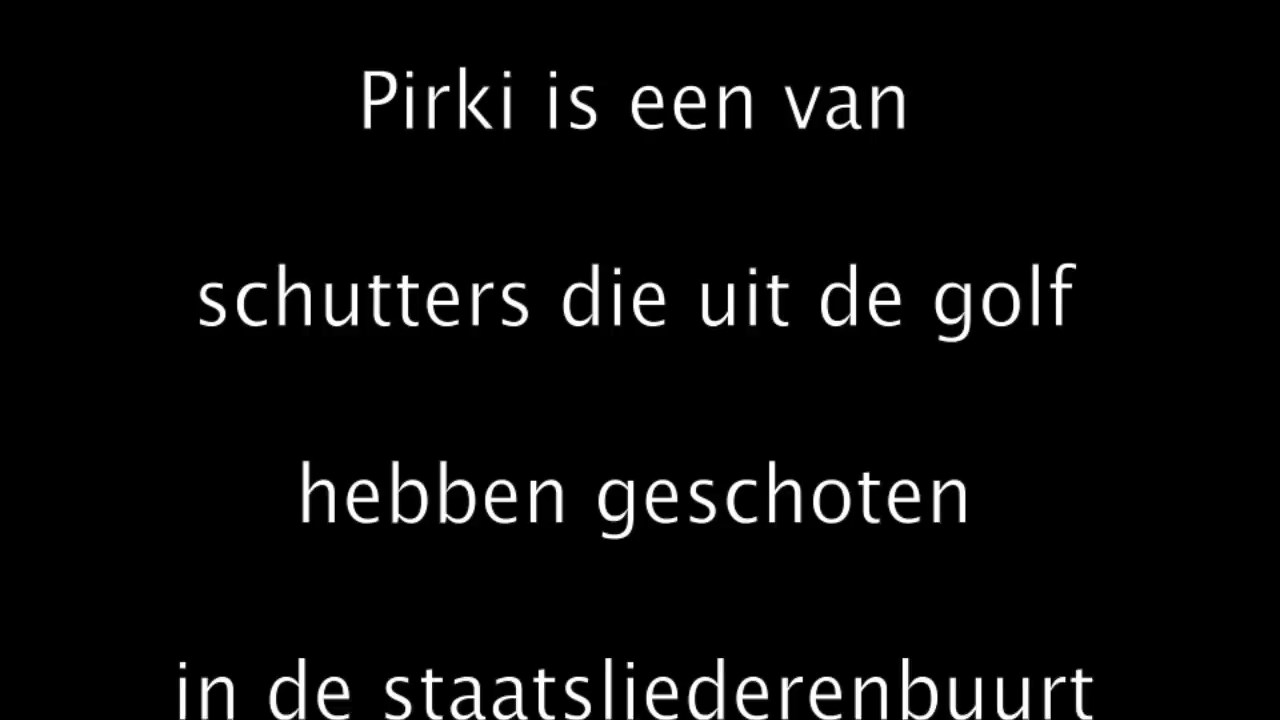 Pirki is een van
schutters die uit de golf
hebben geschoten
in de staatsliederenbuurt